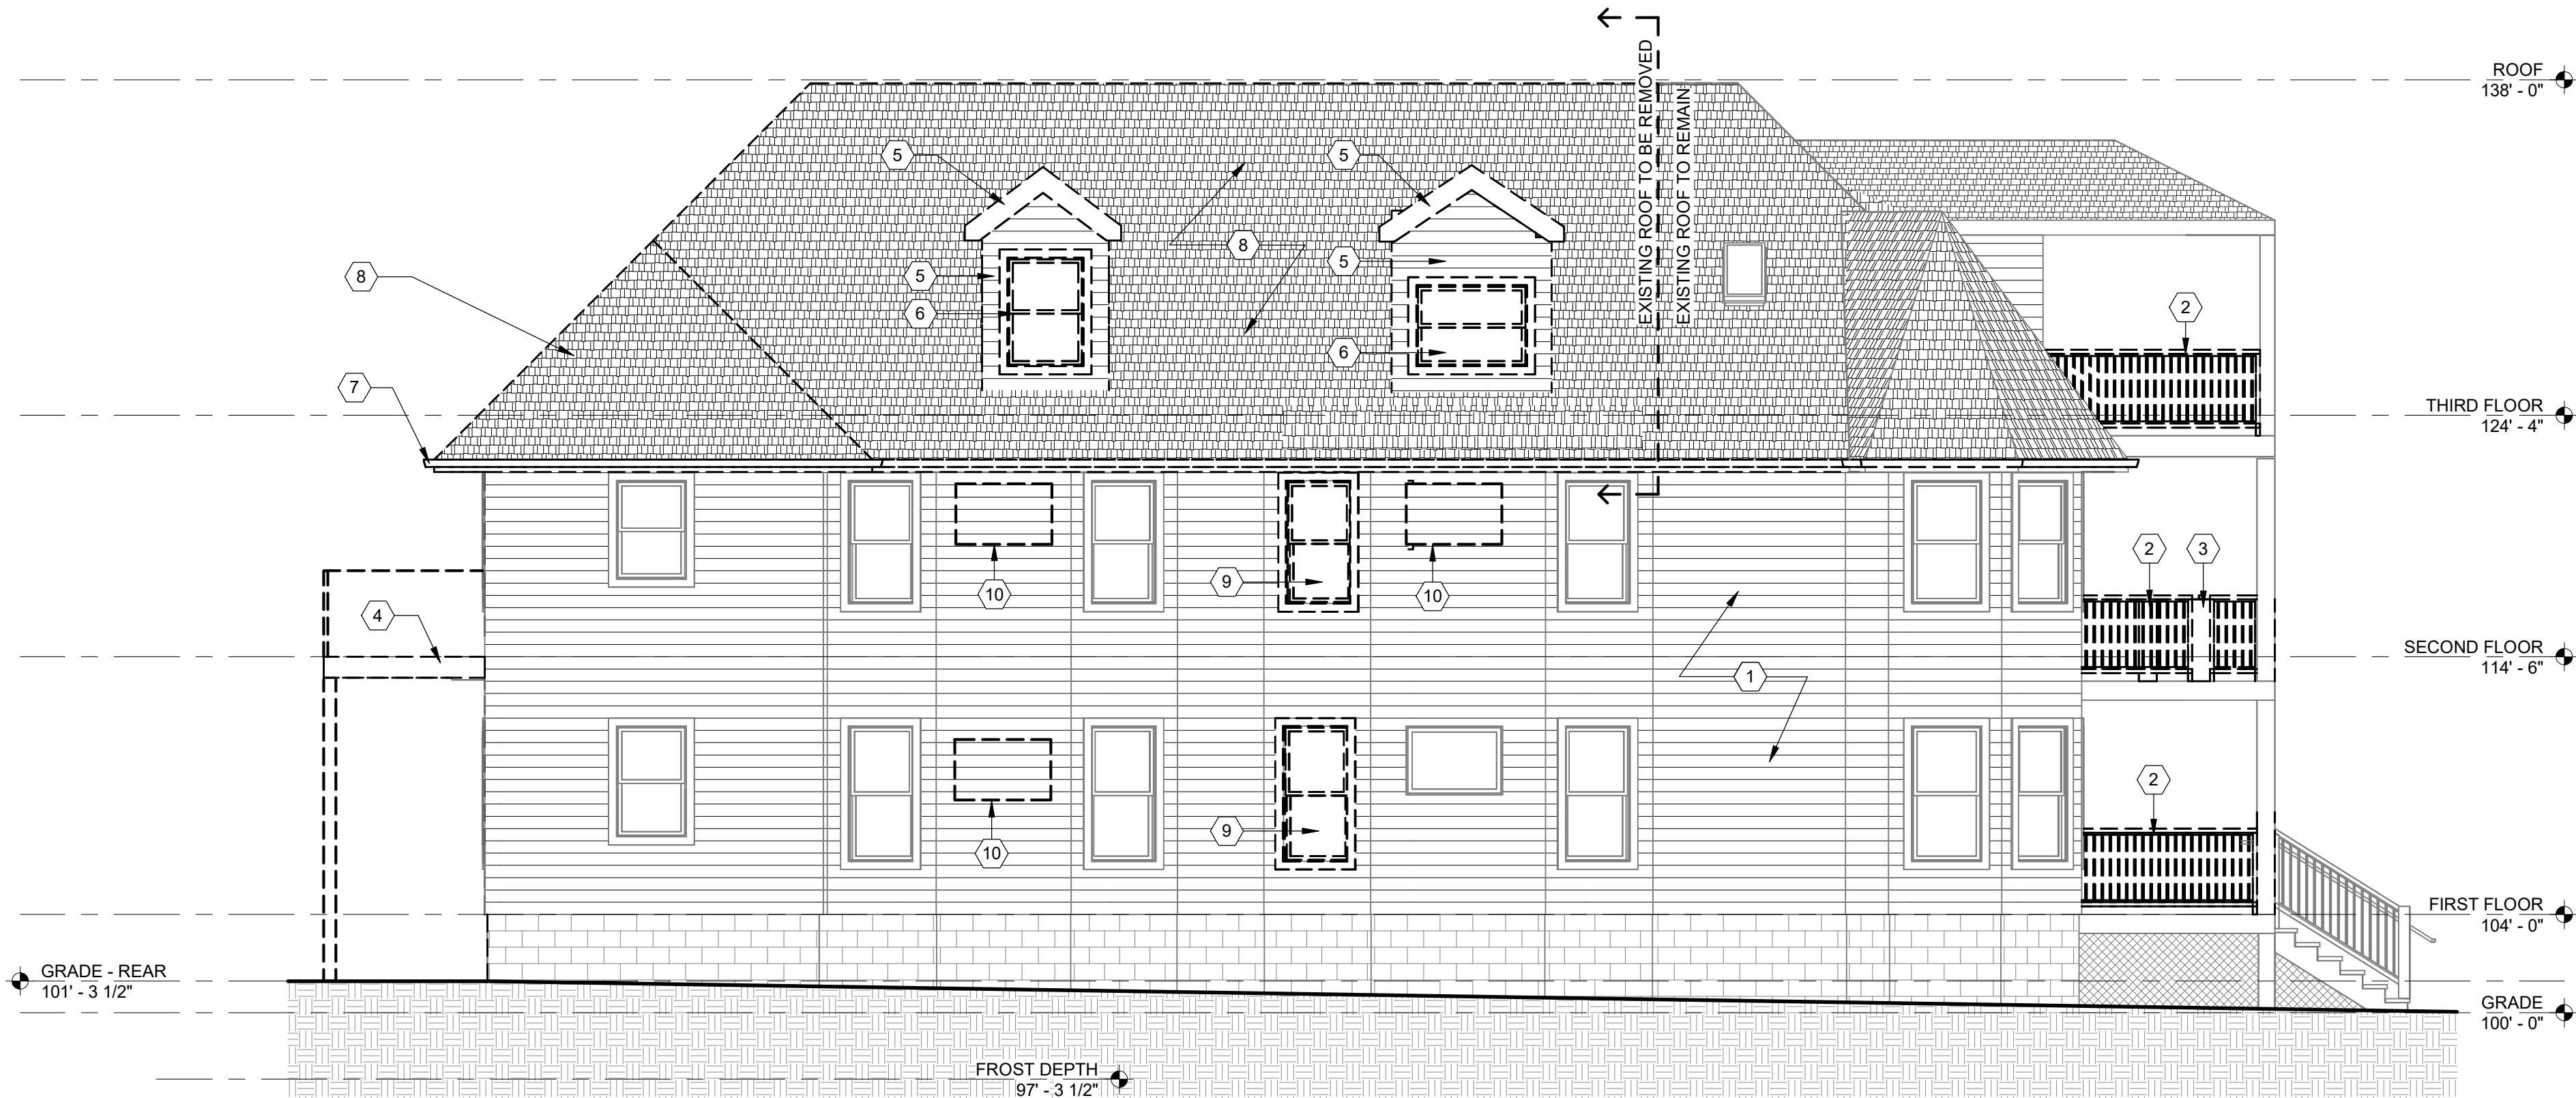 ROOF
138' - 0"
EXISTING ROOF TO BE REMOVED
EXISTING ROOF TO REMAIN
5
5
8
5
5
8
6
2
6
7
THIRD FLOOR
124' - 4"
2
3
9
10
10
4
SECOND FLOOR
114' - 6"
1
2
9
10
FIRST FLOOR
104' - 0"
GRADE - REAR
101' - 3 1/2"
GRADE
100' - 0"
FROST DEPTH
97' - 3 1/2"